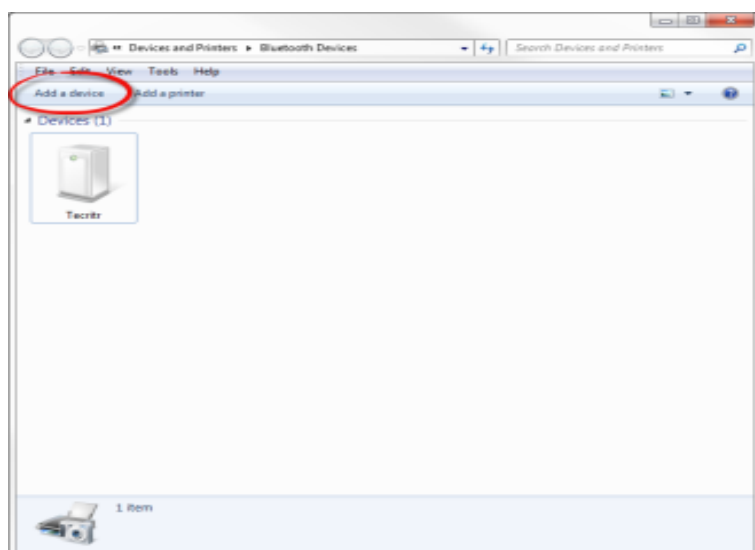 Devices and Printers Bluetooth Devices Search Devices and Printers
File Edit View Tools Help
Add a device Add a printer
Devices (1)
Tecritr
1 item